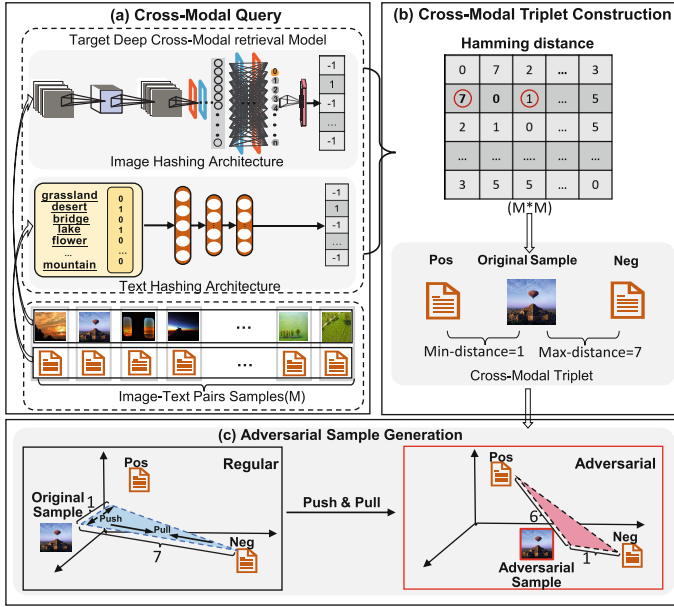 (a) Cross-Modal Query
Target Deep Cross-Modal retrieval Model
0
1
2
3
4
n
-1
1
-1
...
-1
Image Hashing Architecture
grassland
desert
bridge
lake
flower
...
mountain
0
1
0
1
0
...
0
-1
1
-1
...
-1
Text Hashing Architecture
...
...
Image-Text Pairs Samples(M)
(b) Cross-Modal Triplet Construction
Hamming distance
0 7 2 ... 3
7 0 1 ... 5
2 1 0 ... 5
... ... ... ... ...
3 5 5 ... 0
(M*M)
Pos Original Sample Neg
Min-distance=1 Max-distance=7
Cross-Modal Triplet
(c) Adversarial Sample Generation
Pos
Regular
Original
Sample
1
Push
Pull
7
Neg
Push & Pull
Pos
Adversarial
6
Neg
1
Adversarial
Sample